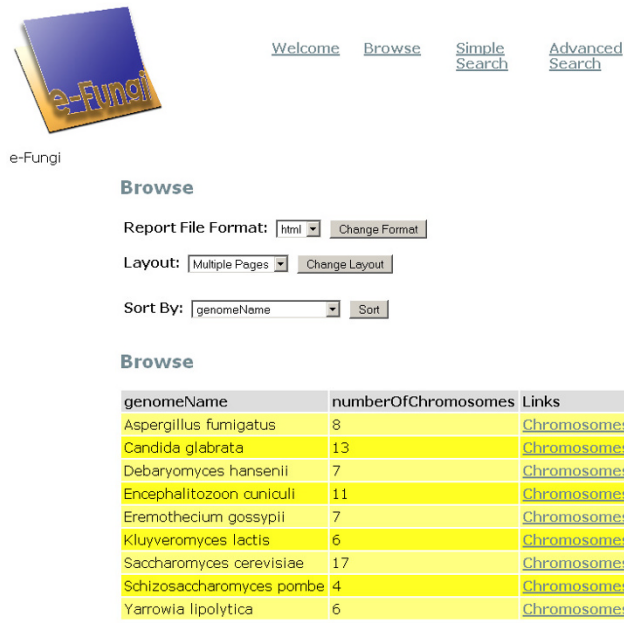 e-Fungi
Welcome Browse Simple Search Advanced Search
e-Fungi
Browse
Report File Format: html Change Format
Layout: Multiple Pages Change Layout
Sort By: genomeName Sort
Browse
genomeName numberOfChromosomes Links
Aspergillus fumigatus 8 Chromosomes
Candida glabrata 13 Chromosomes
Debaryomyces hansenii 7 Chromosomes
Encephalitozoon cuniculi 11 Chromosomes
Eremothecium gossypii 7 Chromosomes
Kluyveromyces lactis 6 Chromosomes
Saccharomyces cerevisiae 17 Chromosomes
Schizosaccharomyces pombe 4 Chromosomes
Yarrowia lipolytica 6 Chromosomes